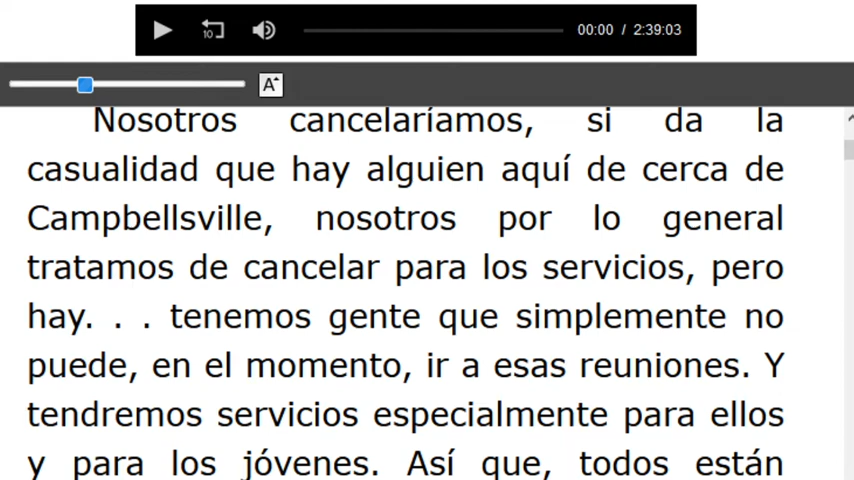 10
00:00 / 2:39:03
A
Nosotros cancelaríamos, si da la
casualidad que hay alguien aquí de cerca de
Campbellsville, nosotros por lo general
tratamos de cancelar para los servicios, pero
hay. . . tenemos gente que simplemente no
puede, en el momento, ir a esas reuniones. Y
tendremos servicios especialmente para ellos
y para los jóvenes. Así que, todos están